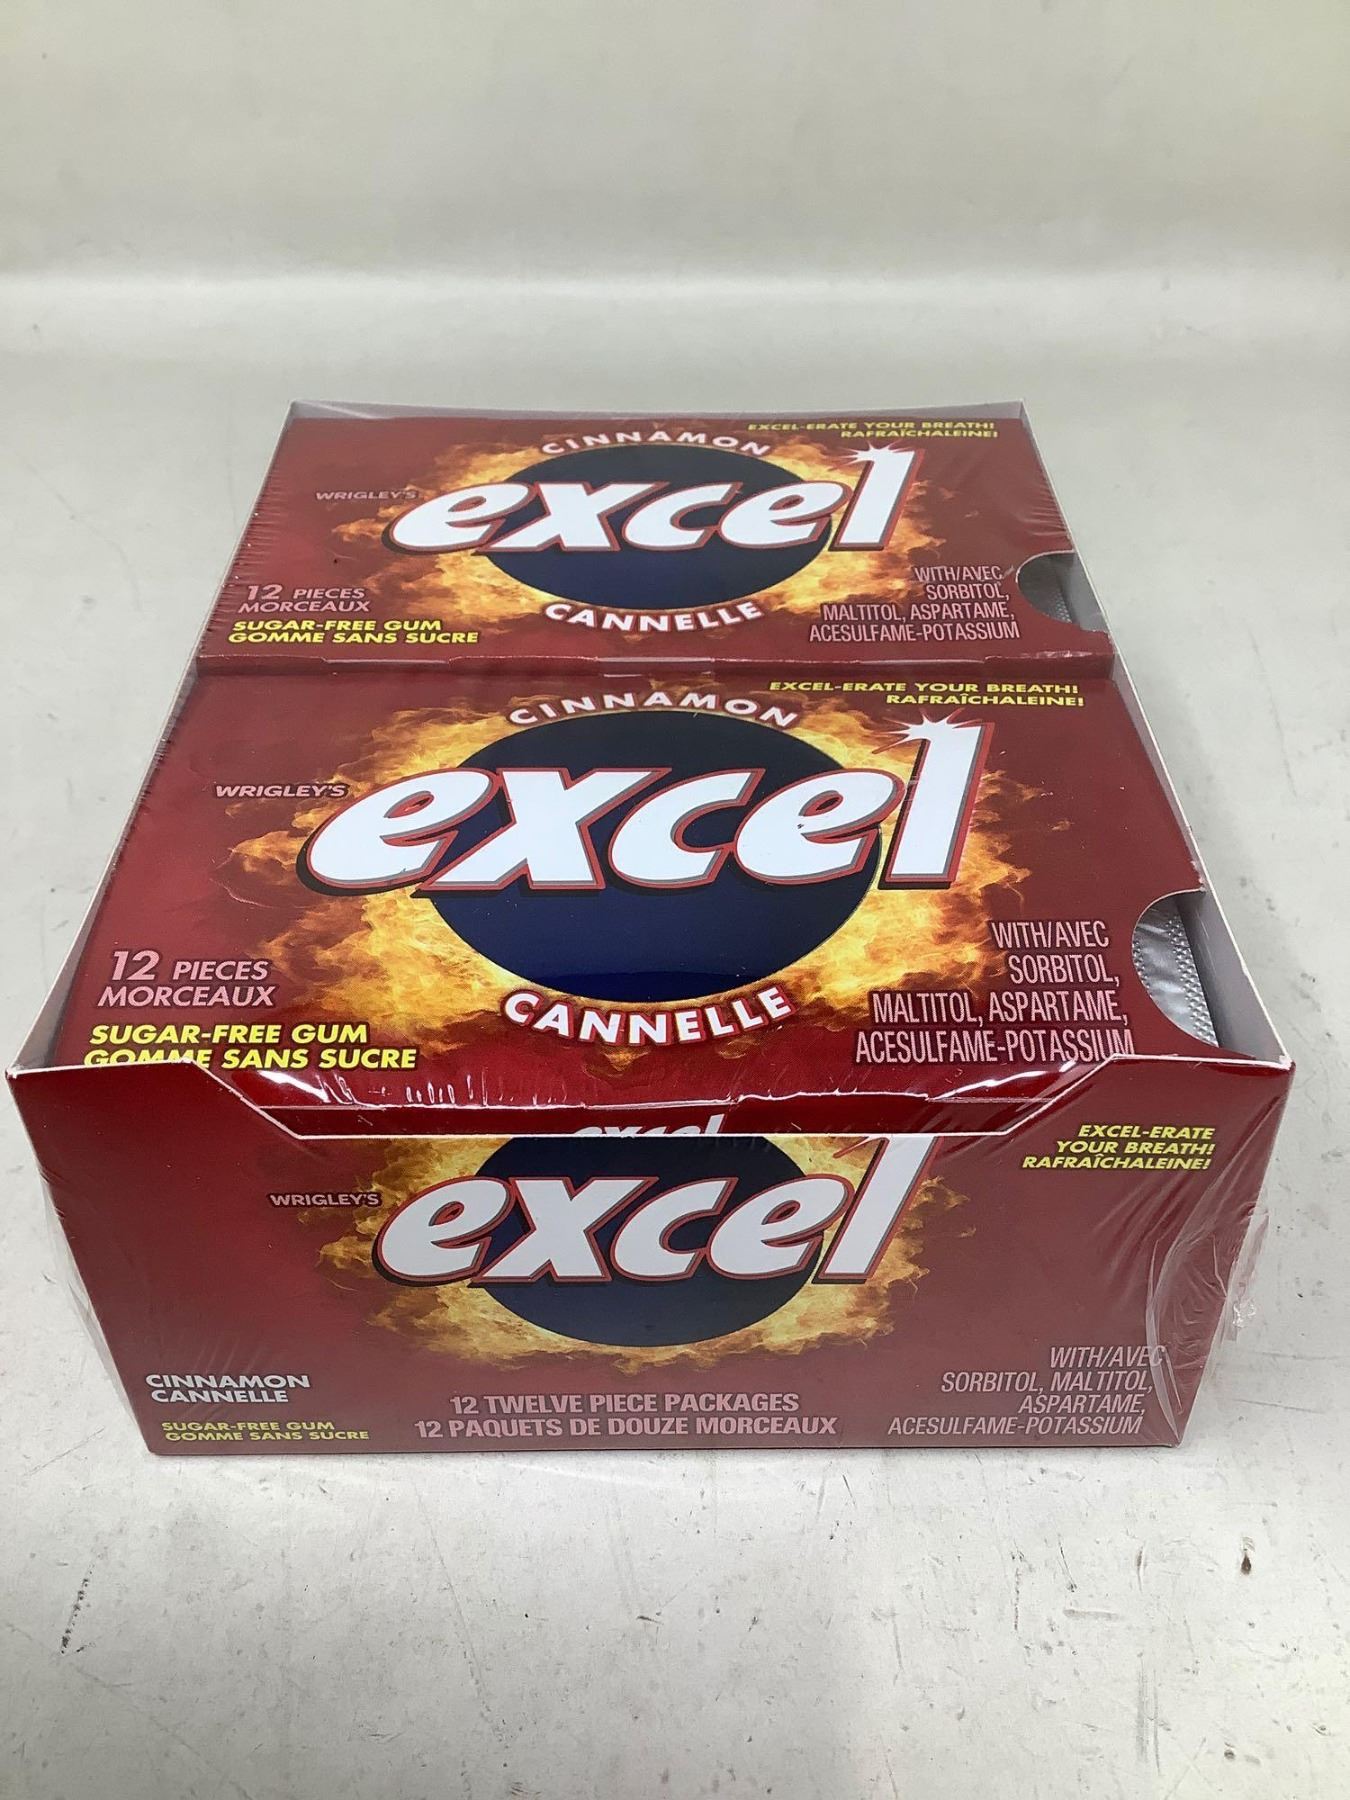 CINNAMON
EXCEL-ERATE YOUR BREATH!
RAFRAÎCHALEINE!
WRIGLEY'S
excel
12 PIECES
MORCEAUX
SUGAR-FREE GUM
GOMME SANS SUCRE
CANNELLE
WITH/AVEC
SORBITOL,
MALTITOL, ASPARTAME,
ACESULFAME-POTASSIUM
CINNAMON
EXCEL-ERATE YOUR BREATH!
RAFRAÎCHALEINE!
WRIGLEY'S
excel
12 PIECES
MORCEAUX
SUGAR-FREE GUM
GOMME SANS SUCRE
CANNELLE
WITH/AVEC
SORBITOL,
MALTITOL, ASPARTAME,
ACESULFAME-POTASSIUM
excel
WRIGLEY'S
excel
EXCEL-ERATE
YOUR BREATH!
RAFRAÎCHALEINE!
CINNAMON
CANNELLE
SUGAR-FREE GUM
GOMME SANS SUCRE
12 TWELVE PIECE PACKAGES
12 PAQUETS DE DOUZE MORCEAUX
WITH/AVEC
SORBITOL, MALTITOL,
ASPARTAME,
ACESULFAME-POTASSIUM